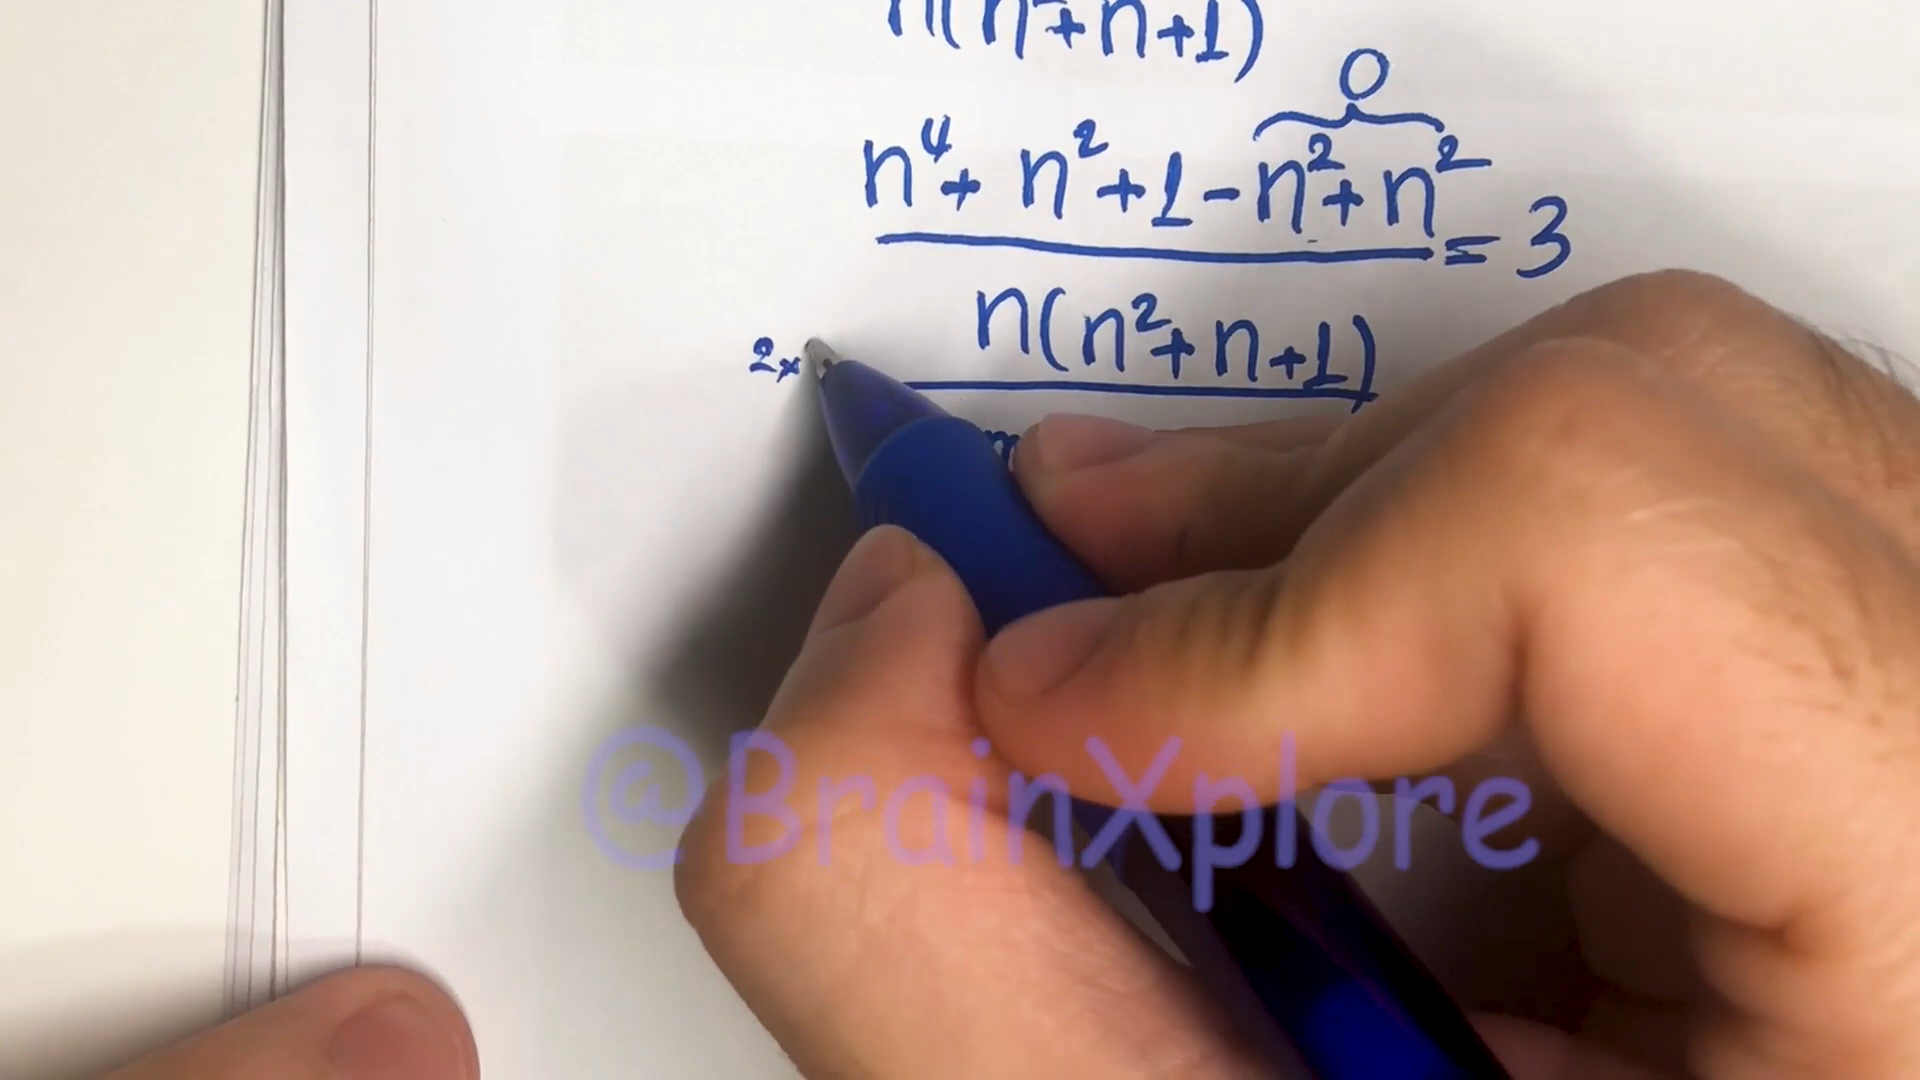 n(n²+n+1)
0
n⁴+n²+1-n²+n² = 3
n(n²+n+1)
2x
@BrainXplore